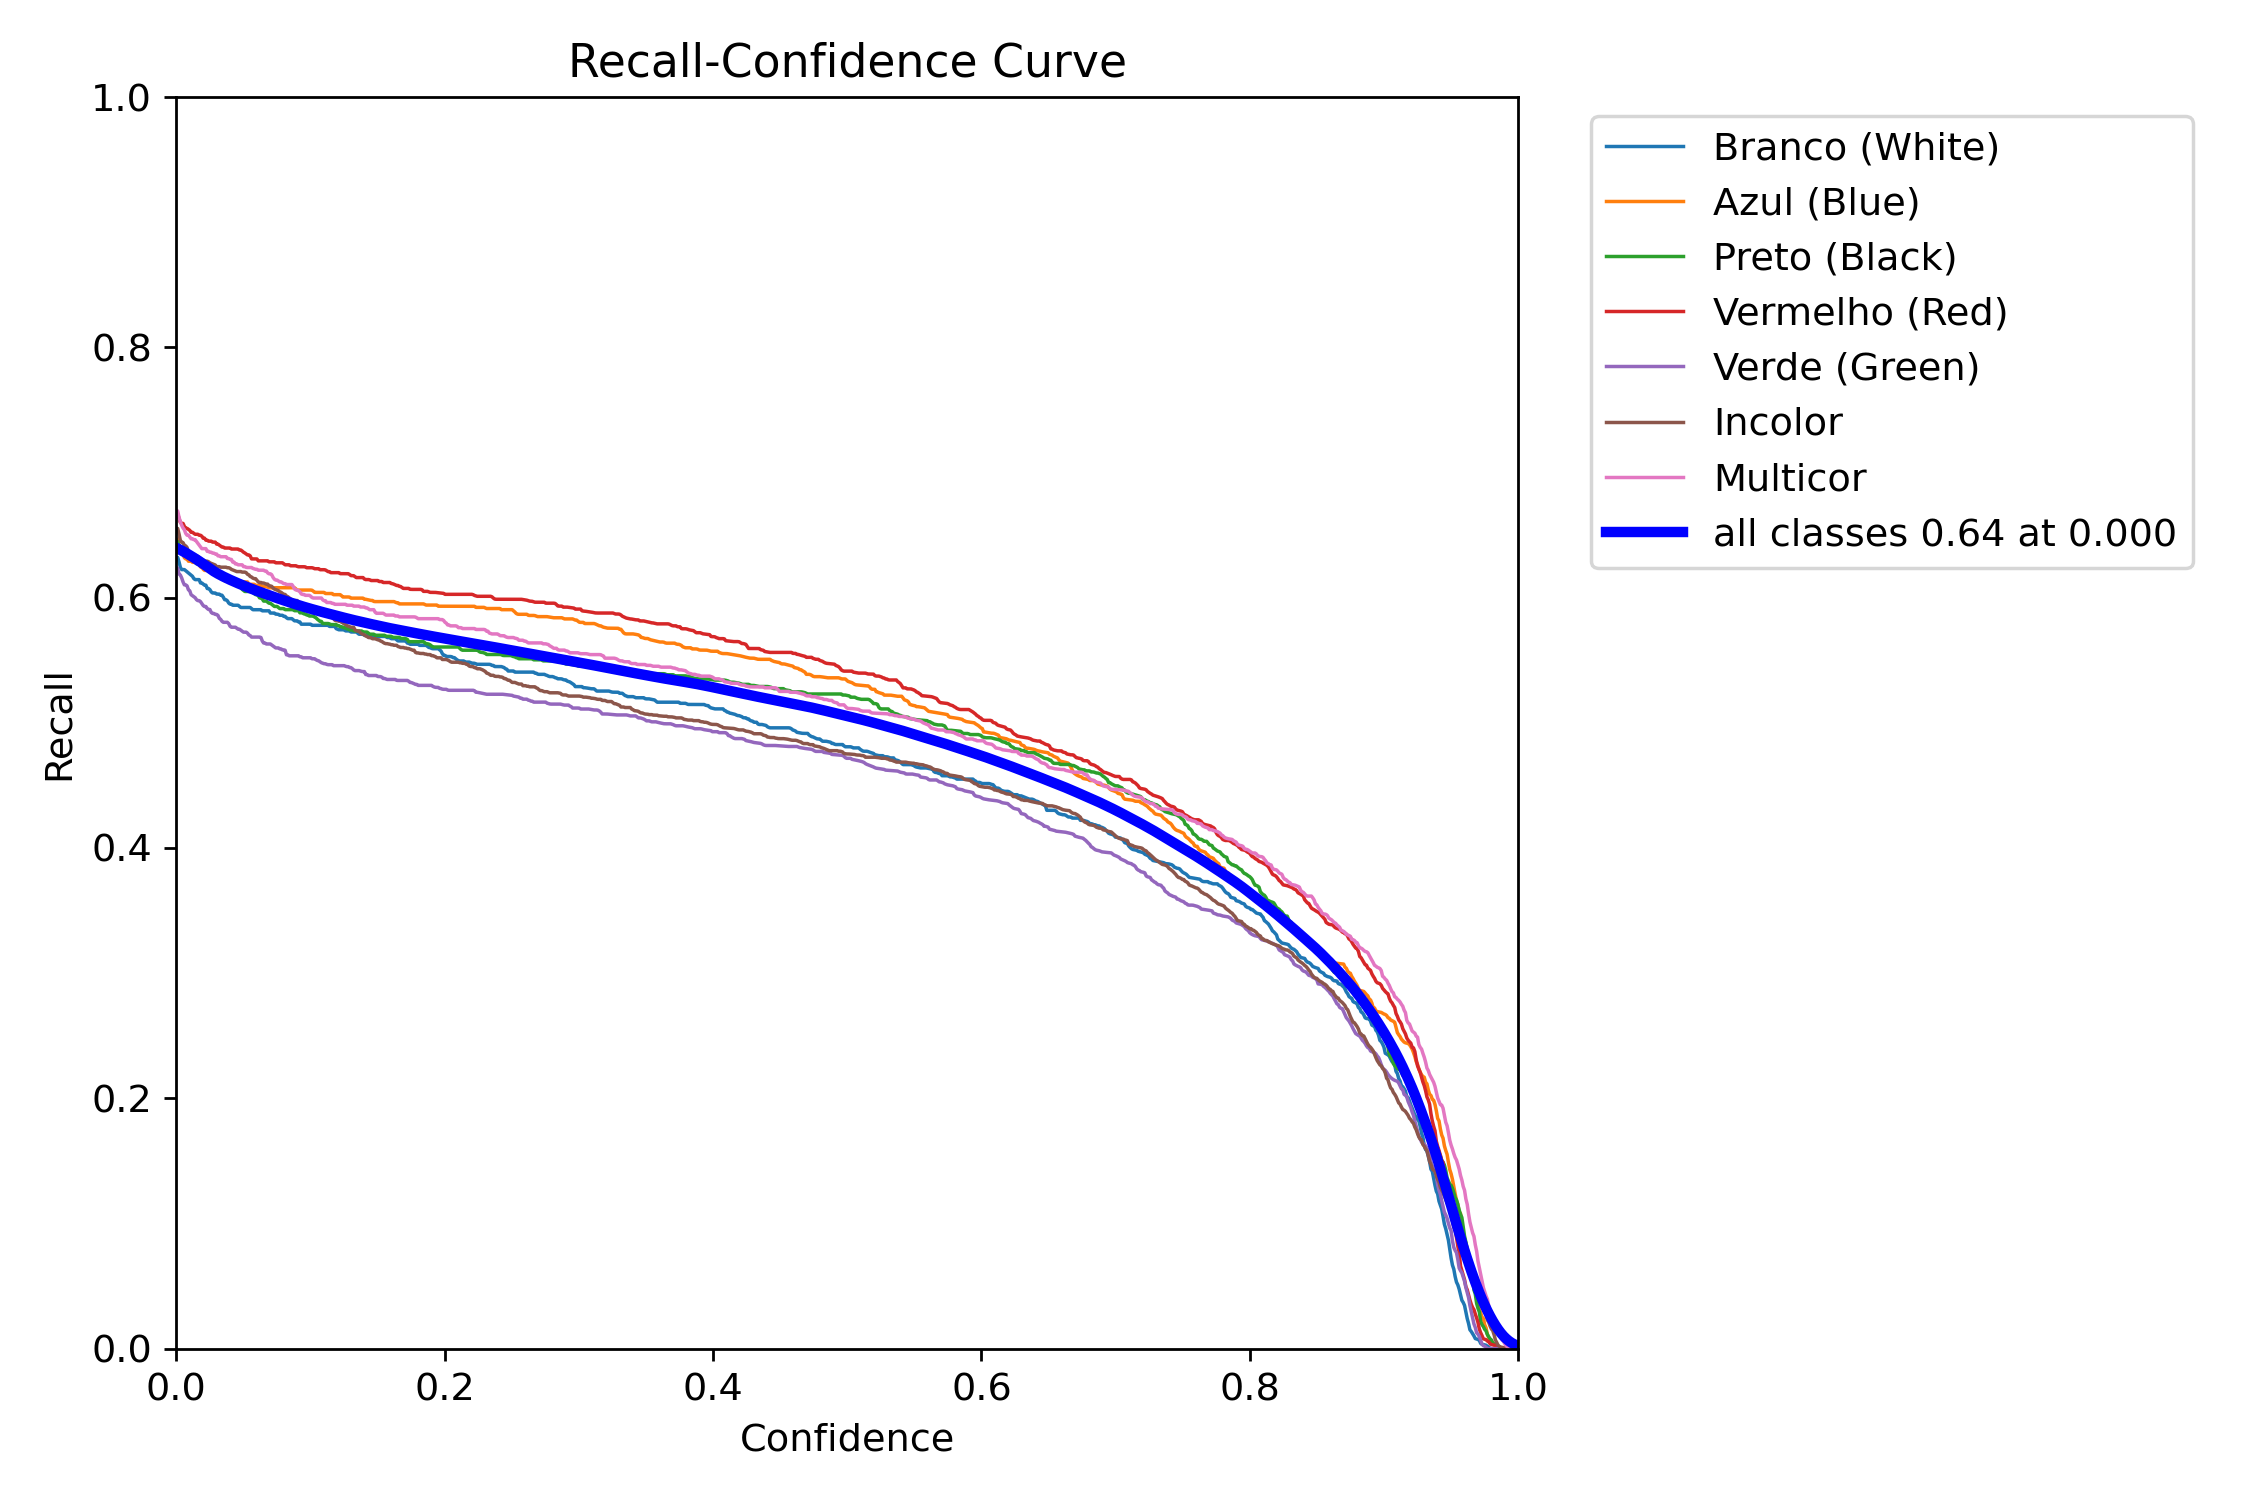 Recall-Confidence Curve
1.0
0.8
0.6
0.4
0.2
0.0
Recall
0.0 0.2 0.4 0.6 0.8 1.0
Confidence
Branco (White)
Azul (Blue)
Preto (Black)
Vermelho (Red)
Verde (Green)
Incolor
Multicor
all classes 0.64 at 0.000